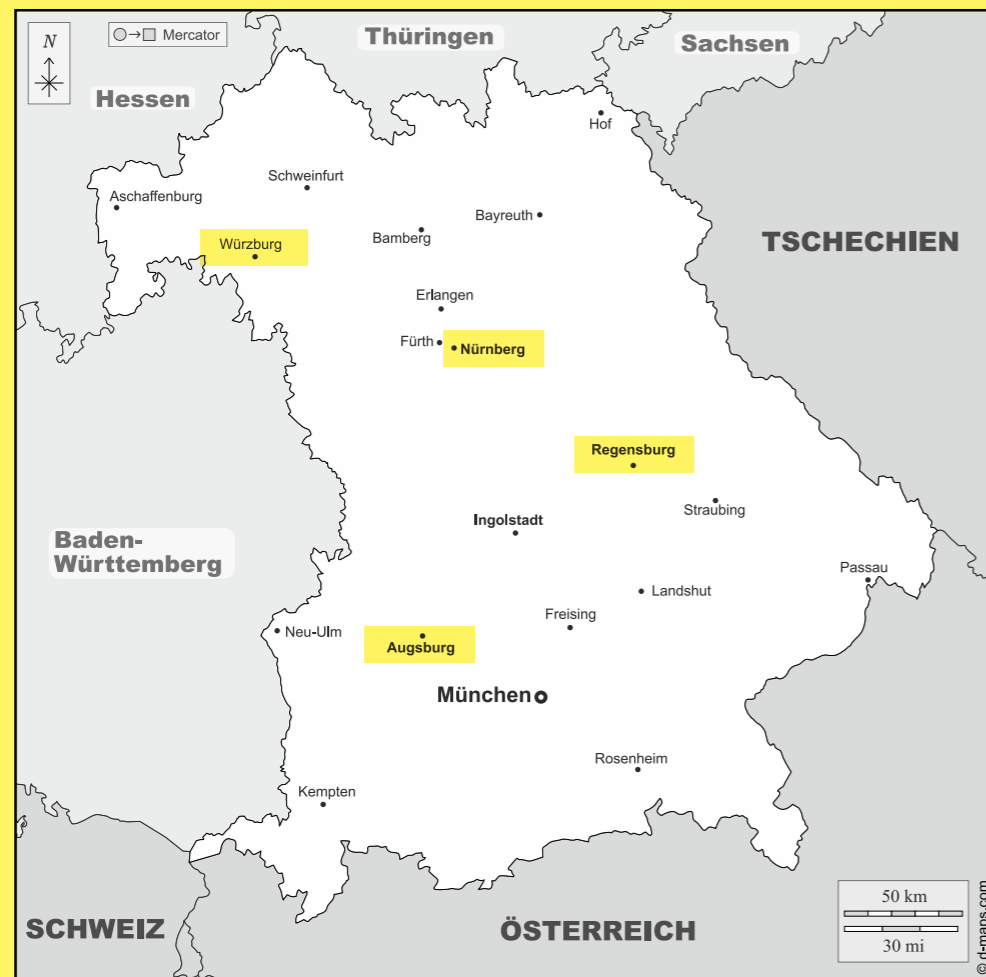 N
Mercator
Thüringen
Sachsen
Hessen
Hof
Schweinfurt
Aschaffenburg
Bayreuth
Bamberg
Würzburg
TSCHECHIEN
Erlangen
Fürth
Nürnberg
Regensburg
Straubing
Ingolstadt
Baden-
Württemberg
Passau
Landshut
Freising
Neu-Ulm
Augsburg
München
Rosenheim
Kempten
50 km
30 mi
SCHWEIZ
ÖSTERREICH
© d-maps.com